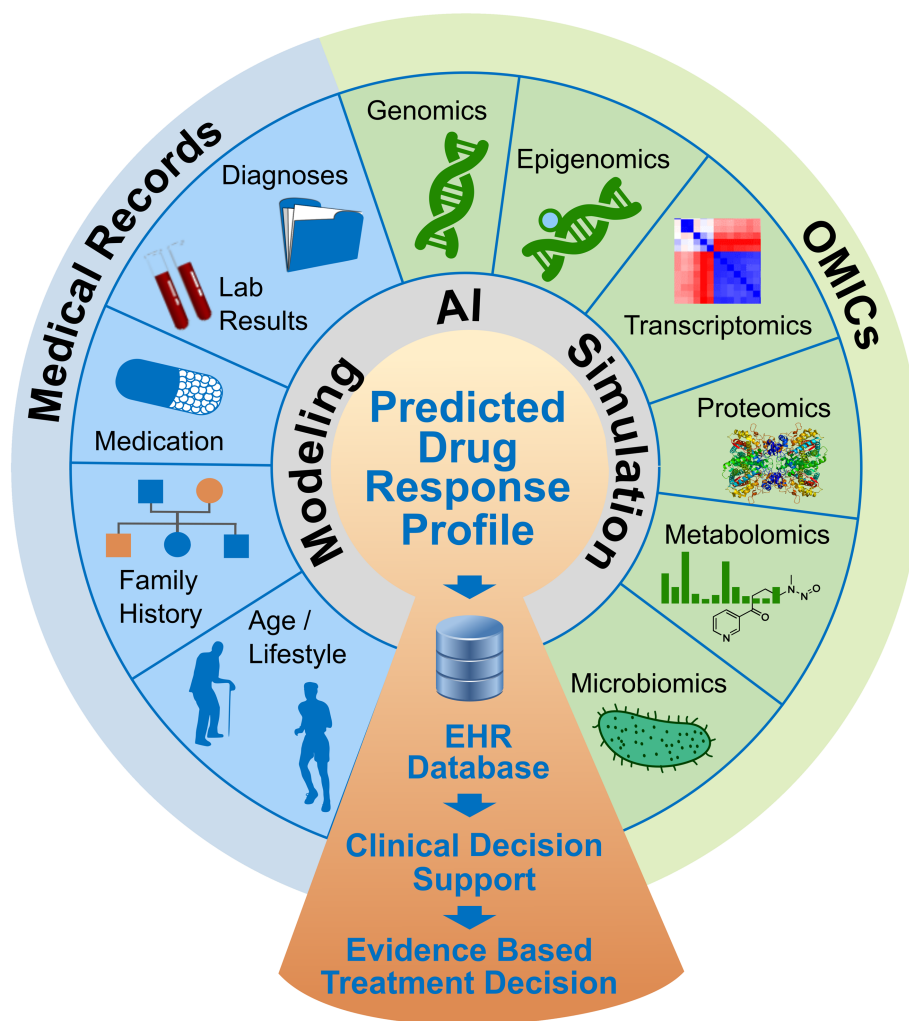 Medical Records
OMICs
Diagnoses
Lab
Results
Medication
Family
History
Age /
Lifestyle
Genomics
Epigenomics
Transcriptomics
Proteomics
Metabolomics
N
O
N
N
O
Microbiomics
Modeling
AI
Simulation
Predicted
Drug
Response
Profile
EHR
Database
Clinical Decision
Support
Evidence Based
Treatment Decision